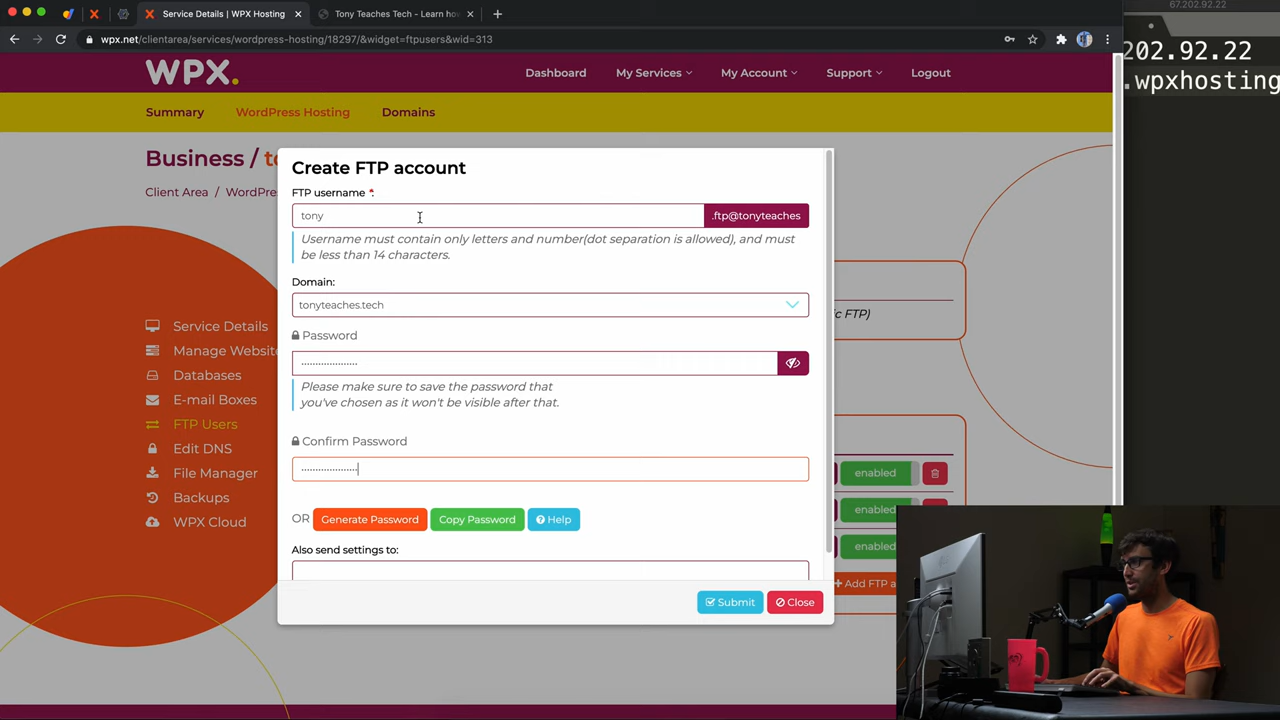 Service Details | WPX Hosting
Tony Teaches Tech - Learn how
67.202.92.22
wpx.net/clientarea/services/wordpress-hosting/18297/&widget=ftpusers&wid=313
202.92.22
.wpxhosting
WPX.
Dashboard
My Services
My Account
Support
Logout
Summary
WordPress Hosting
Domains
Business /
Client Area / WordPre
Service Details
Manage Website
Databases
E-mail Boxes
FTP Users
Edit DNS
File Manager
Backups
WPX Cloud
Create FTP account
FTP username *:
tony
.ftp@tonyteaches
Username must contain only letters and number(dot separation is allowed), and must
be less than 14 characters.
Domain:
tonyteaches.tech
Password
Please make sure to save the password that
you've chosen as it won't be visible after that.
Confirm Password
OR Generate Password Copy Password Help
Also send settings to:
Submit
Close
ic FTP)
enabled
enabled
enabled
+ Add FTP a